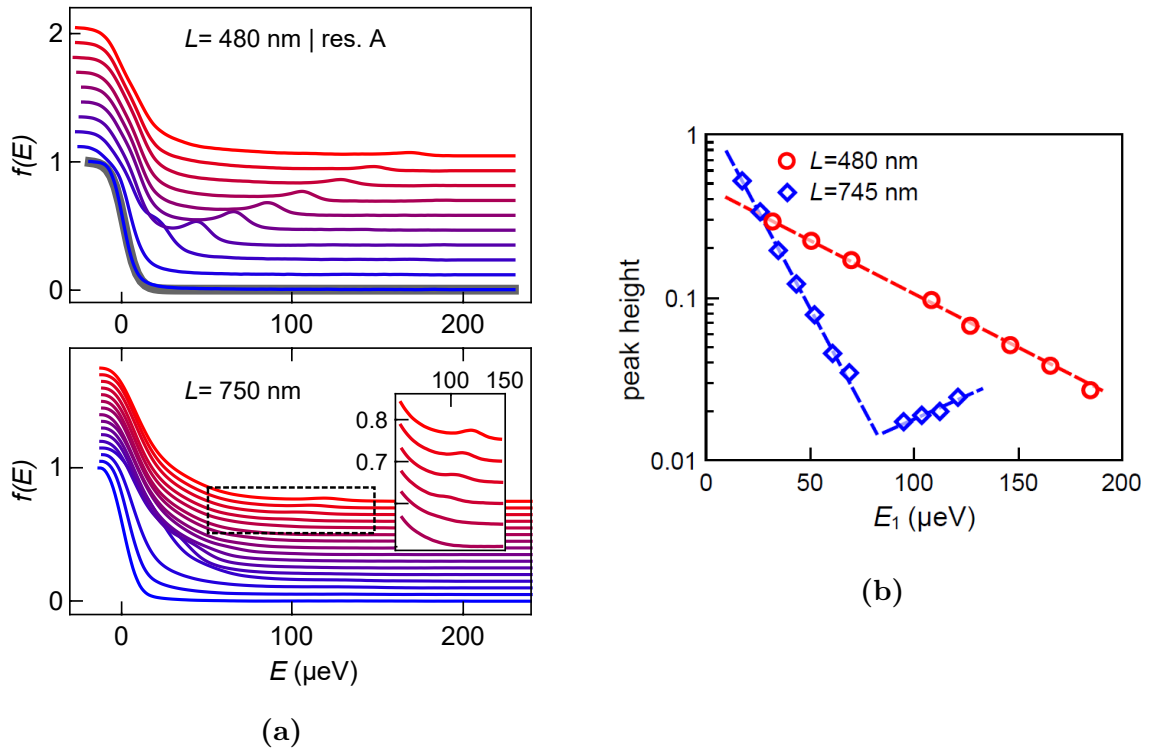 L= 480 nm | res. A
2
1
0
f(E)
0
100
200
L= 750 nm
100
150
0.8
0.7
1
0
f(E)
0
100
200
E (μeV)
(a)
1
0.1
0.01
peak height
L=480 nm
L=745 nm
0
50
100
150
200
E₁ (μeV)
(b)